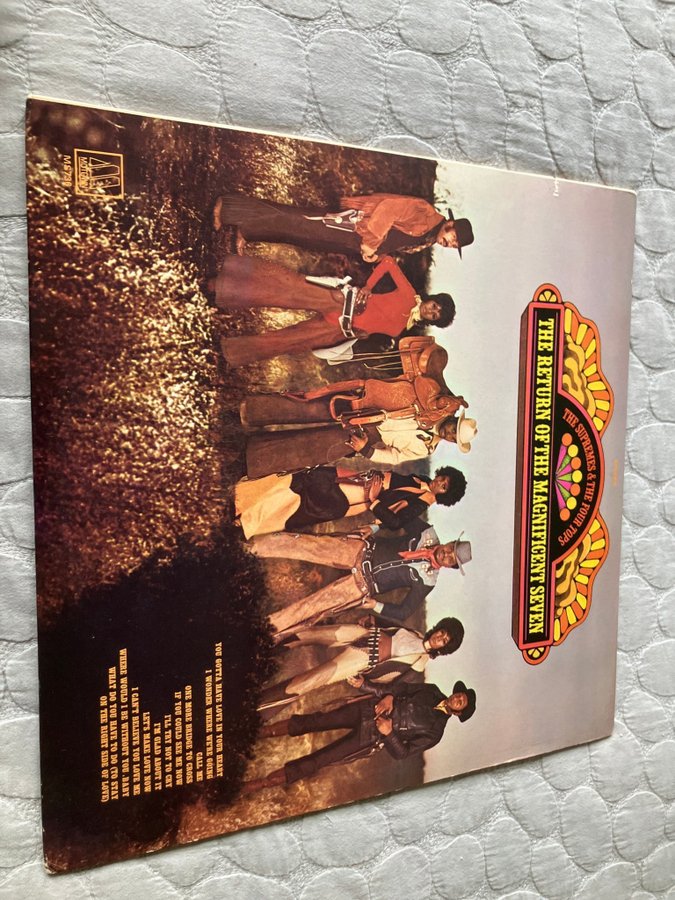 THE SUPREMES & THE FOUR TOPS
THE RETURN OF THE MAGNIFICENT SEVEN
YOU GOTTA HAVE LOVE IN YOUR HEART
I WONDER WHERE WE'RE GOING
CALL ME
ONE MORE BRIDGE TO CROSS
IF YOU COULD SEE ME NOW
I'LL TRY NOT TO CRY
I'M GLAD ABOUT IT
LET'S MAKE LOVE NOW
I CAN'T BELIEVE YOU LOVE ME
WHERE WOULD I BE WITHOUT YOU, BABY
WHAT DO YOU HAVE TO DO (TO STAY
ON THE RIGHT SIDE OF LOVE)
MOTOWN
MS736